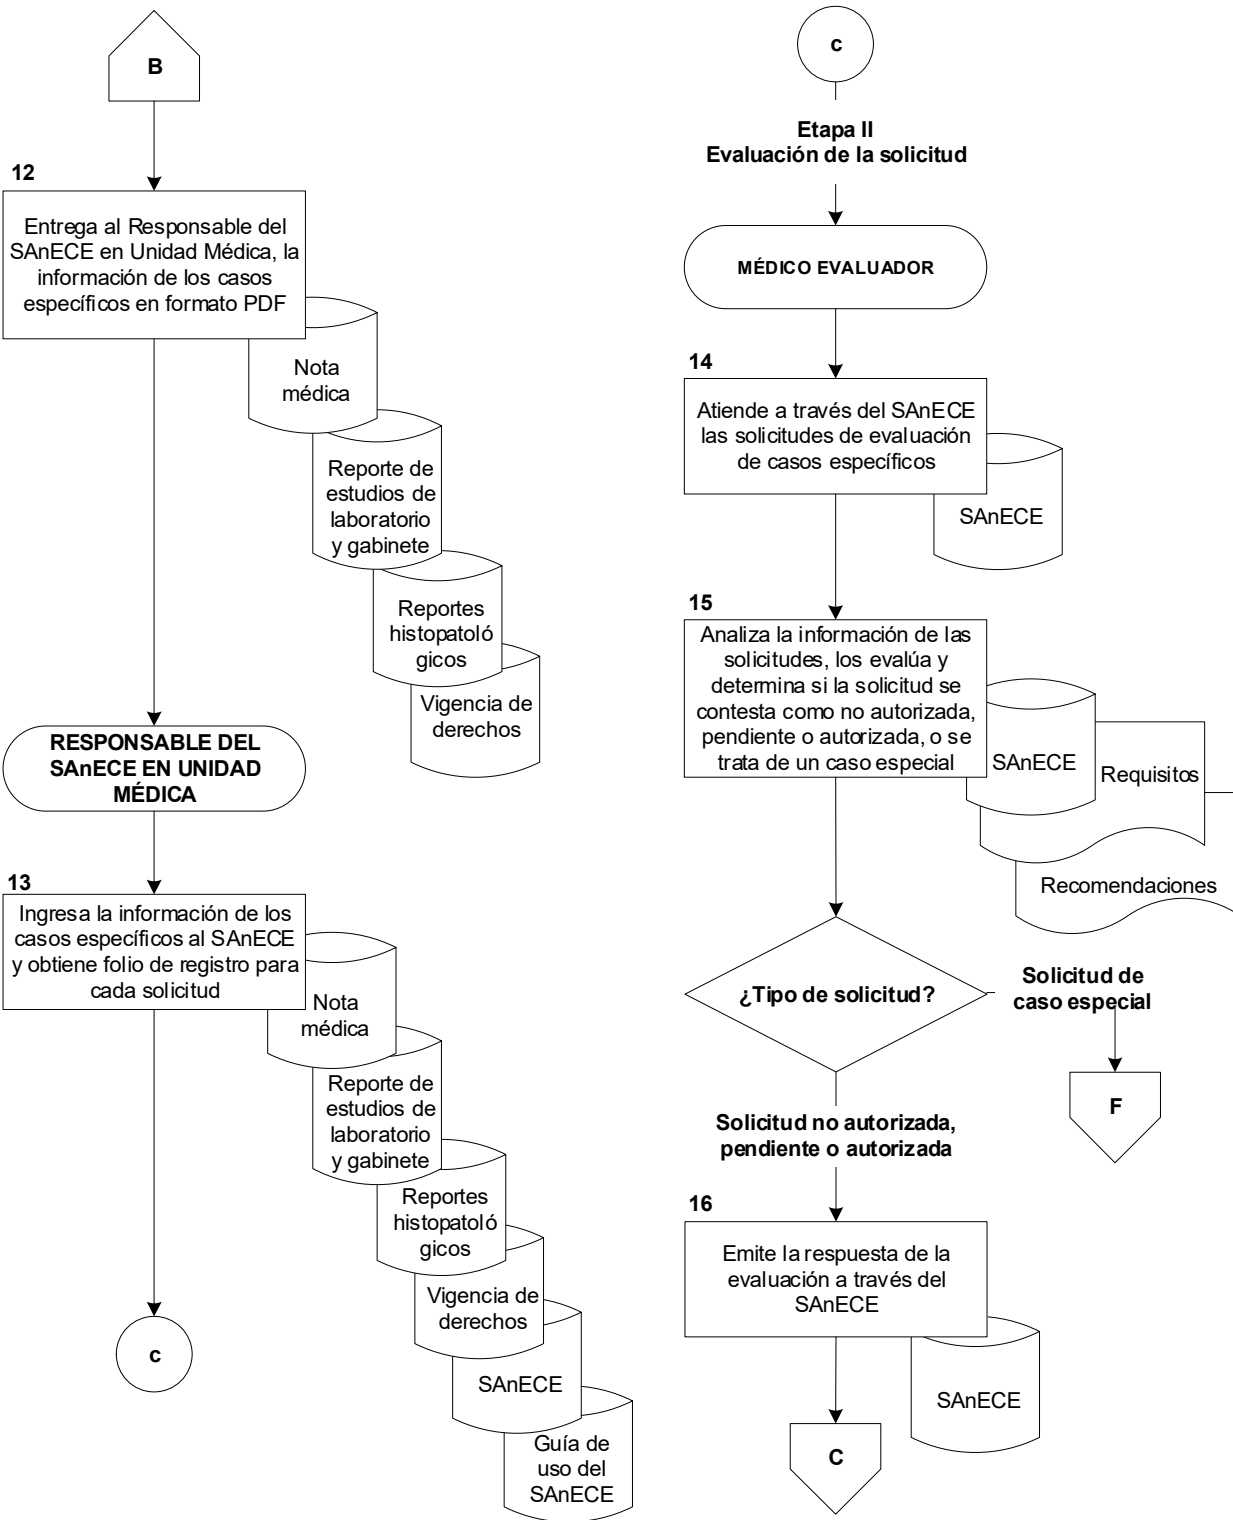 B
12
Entrega al Responsable del
SAnECE en Unidad Médica, la
información de los casos
específicos en formato PDF
Nota
médica
Reporte de
estudios de
laboratorio
y gabinete
Reportes
histopatoló
gicos
Vigencia de
derechos
RESPONSABLE DEL
SAnECE EN UNIDAD
MÉDICA
13
Ingresa la información de los
casos específicos al SAnECE
y obtiene folio de registro para
cada solicitud
Nota
médica
Reporte de
estudios de
laboratorio
y gabinete
Reportes
histopatoló
gicos
Vigencia de
derechos
SAnECE
Guía de
uso del
SAnECE
c
c
Etapa II
Evaluación de la solicitud
MÉDICO EVALUADOR
14
Atiende a través del SAnECE
las solicitudes de evaluación
de casos específicos
SAnECE
15
Analiza la información de las
solicitudes, los evalúa y
determina si la solicitud se
contesta como no autorizada,
pendiente o autorizada, o se
trata de un caso especial
SAnECE
Requisitos
Recomendaciones
¿Tipo de solicitud?
Solicitud de
caso especial
F
Solicitud no autorizada,
pendiente o autorizada
16
Emite la respuesta de la
evaluación a través del
SAnECE
SAnECE
C